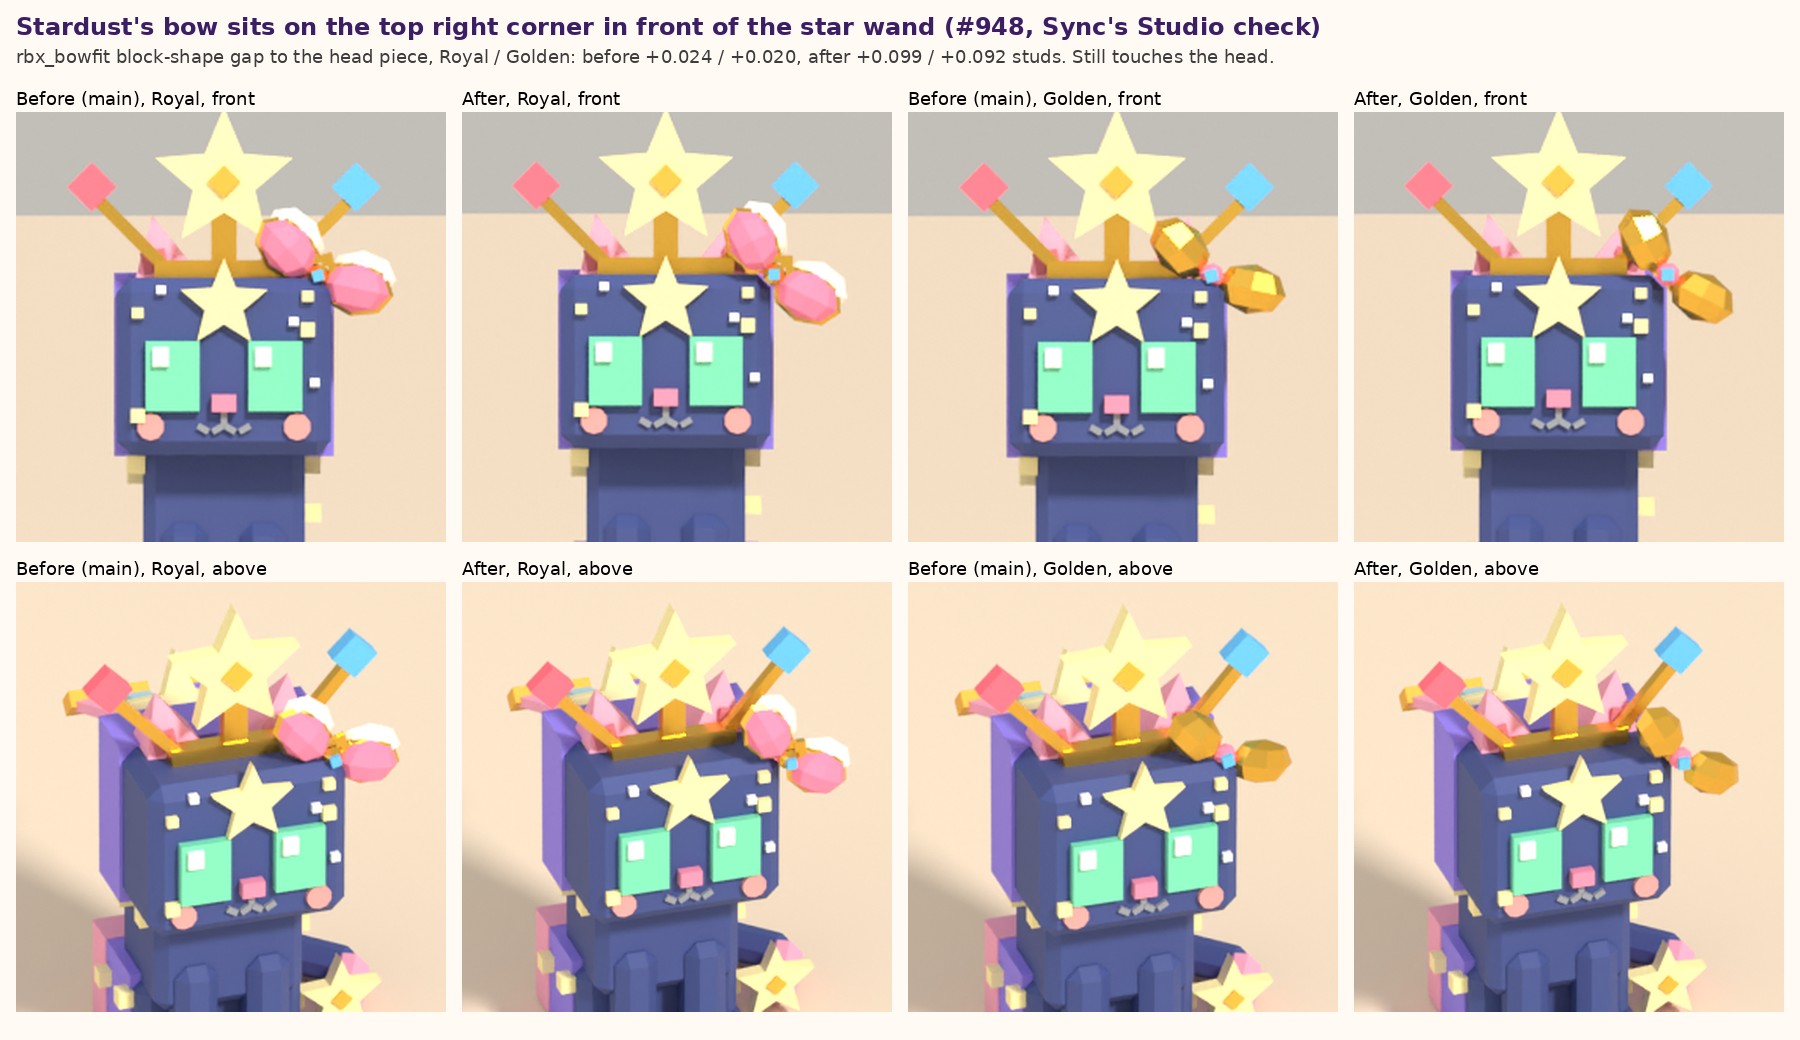 Stardust's bow sits on the top right corner in front of the star wand (#948, Sync's Studio check)
rbx_bowfit block-shape gap to the head piece, Royal / Golden: before +0.024 / +0.020, after +0.099 / +0.092 studs. Still touches the head.
Before (main), Royal, front
After, Royal, front
Before (main), Golden, front
After, Golden, front
Before (main), Royal, above
After, Royal, above
Before (main), Golden, above
After, Golden, above